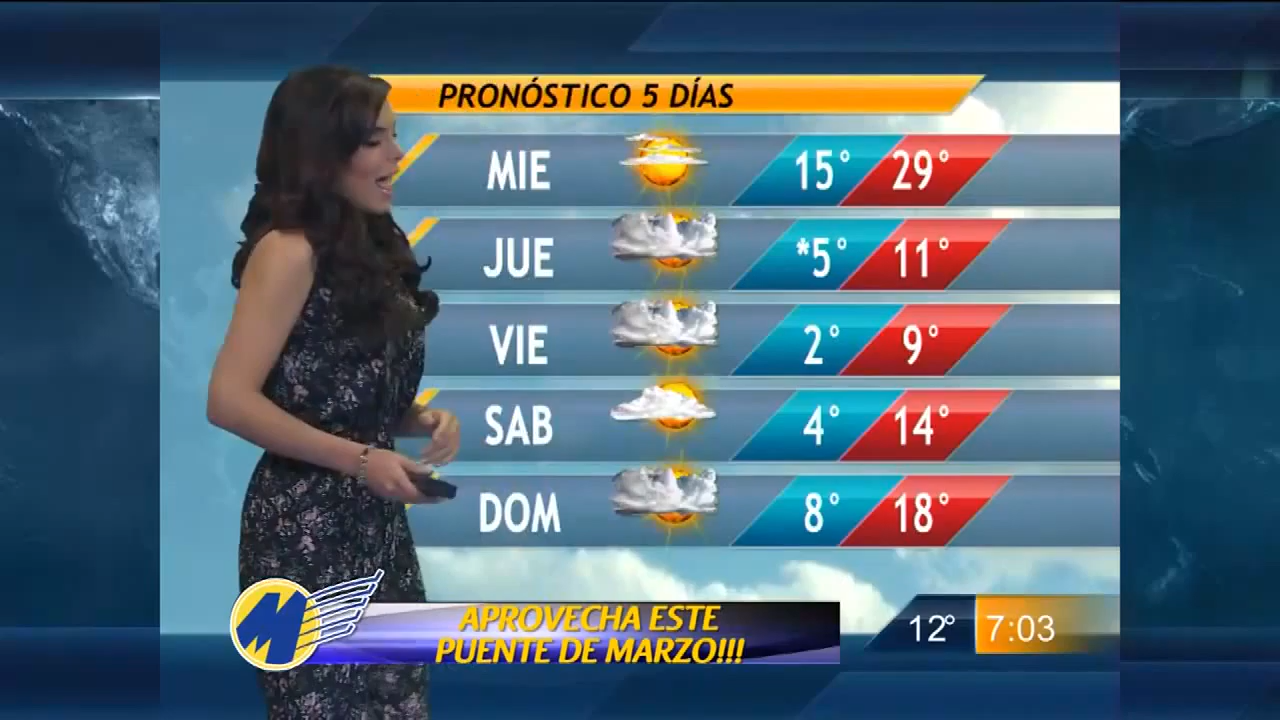 PRONÓSTICO 5 DÍAS
MIE 15° 29°
JUE *5° 11°
VIE 2° 9°
SAB 4° 14°
DOM 8° 18°
M
APROVECHA ESTE
PUENTE DE MARZO!!!
12° 7:03